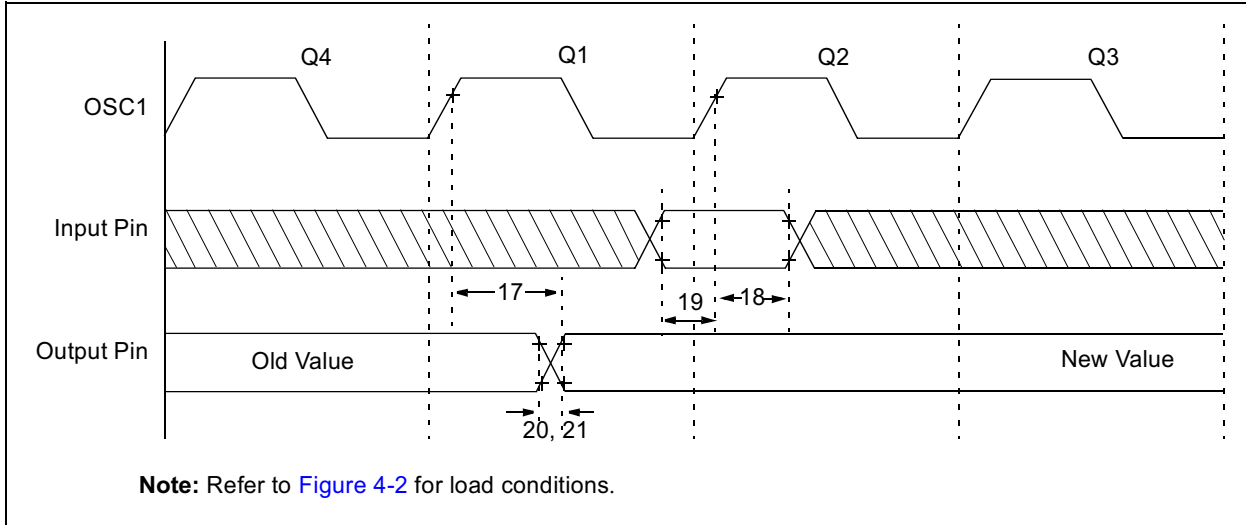 Q4 Q1 Q2 Q3
OSC1
Input Pin
17 19 18
Output Pin
Old Value New Value
20, 21
Note: Refer to Figure 4-2 for load conditions.